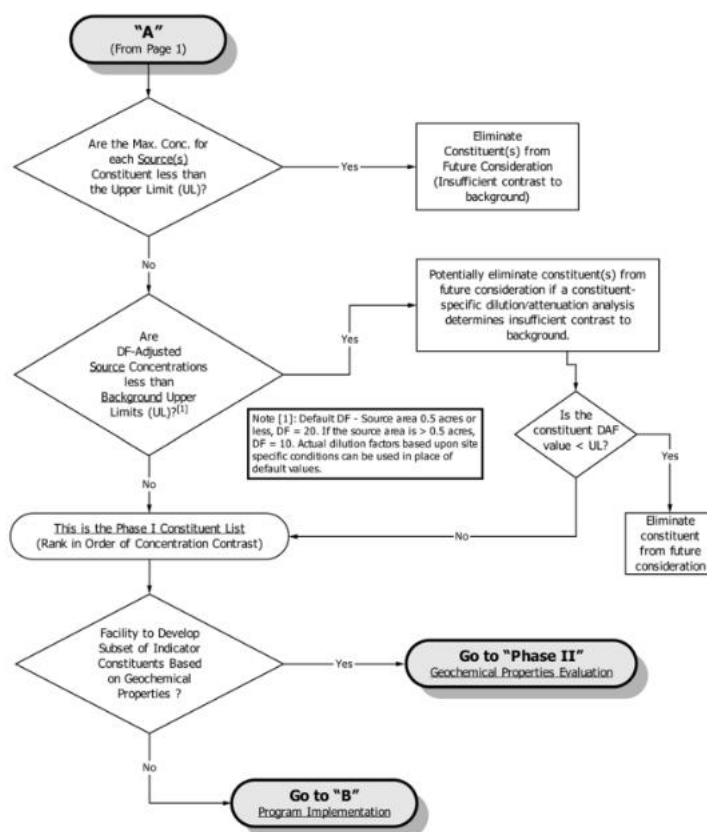 "A"
(From Page 1)
Are the Max. Conc. for
each Source(s)
Constituent less than
the Upper Limit (UL)?
Yes
Eliminate
Constituent(s) from
Future Consideration
(Insufficient contrast to
background)
No
Are
DF-Adjusted
Source Concentrations
less than
Background Upper
Limits (UL)?[1]
Yes
Potentially eliminate constituent(s) from
future consideration if a constituent-
specific dilution/attenuation analysis
determines insufficient contrast to
background.
Note [1]: Default DF - Source area 0.5 acres or
less, DF = 20. If the source area is > 0.5 acres,
DF = 10. Actual dilution factors based upon site
specific conditions can be used in place of
default values.
Is the
constituent DAF
value < UL?
Yes
Eliminate
constituent
from future
consideration
No
No
This is the Phase I Constituent List
(Rank in Order of Concentration Contrast)
Facility to Develop
Subset of Indicator
Constituents Based
on Geochemical
Properties ?
Yes
Go to "Phase II"
Geochemical Properties Evaluation
No
Go to "B"
Program Implementation